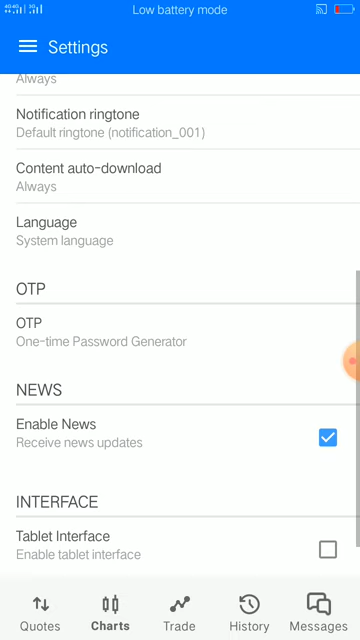 Low battery mode
Settings
Always
Notification ringtone
Default ringtone (notification_001)
Content auto-download
Always
Language
System language
OTP
OTP
One-time Password Generator
NEWS
Enable News
Receive news updates
INTERFACE
Tablet Interface
Enable tablet interface
Quotes
Charts
Trade
History
Messages